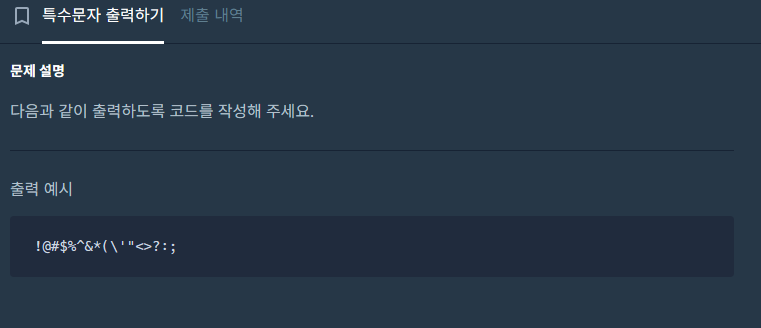 특수문자 출력하기 제출 내역
문제 설명
다음과 같이 출력하도록 코드를 작성해 주세요.
출력 예시
!@#$%^&*(\'"<>?:;